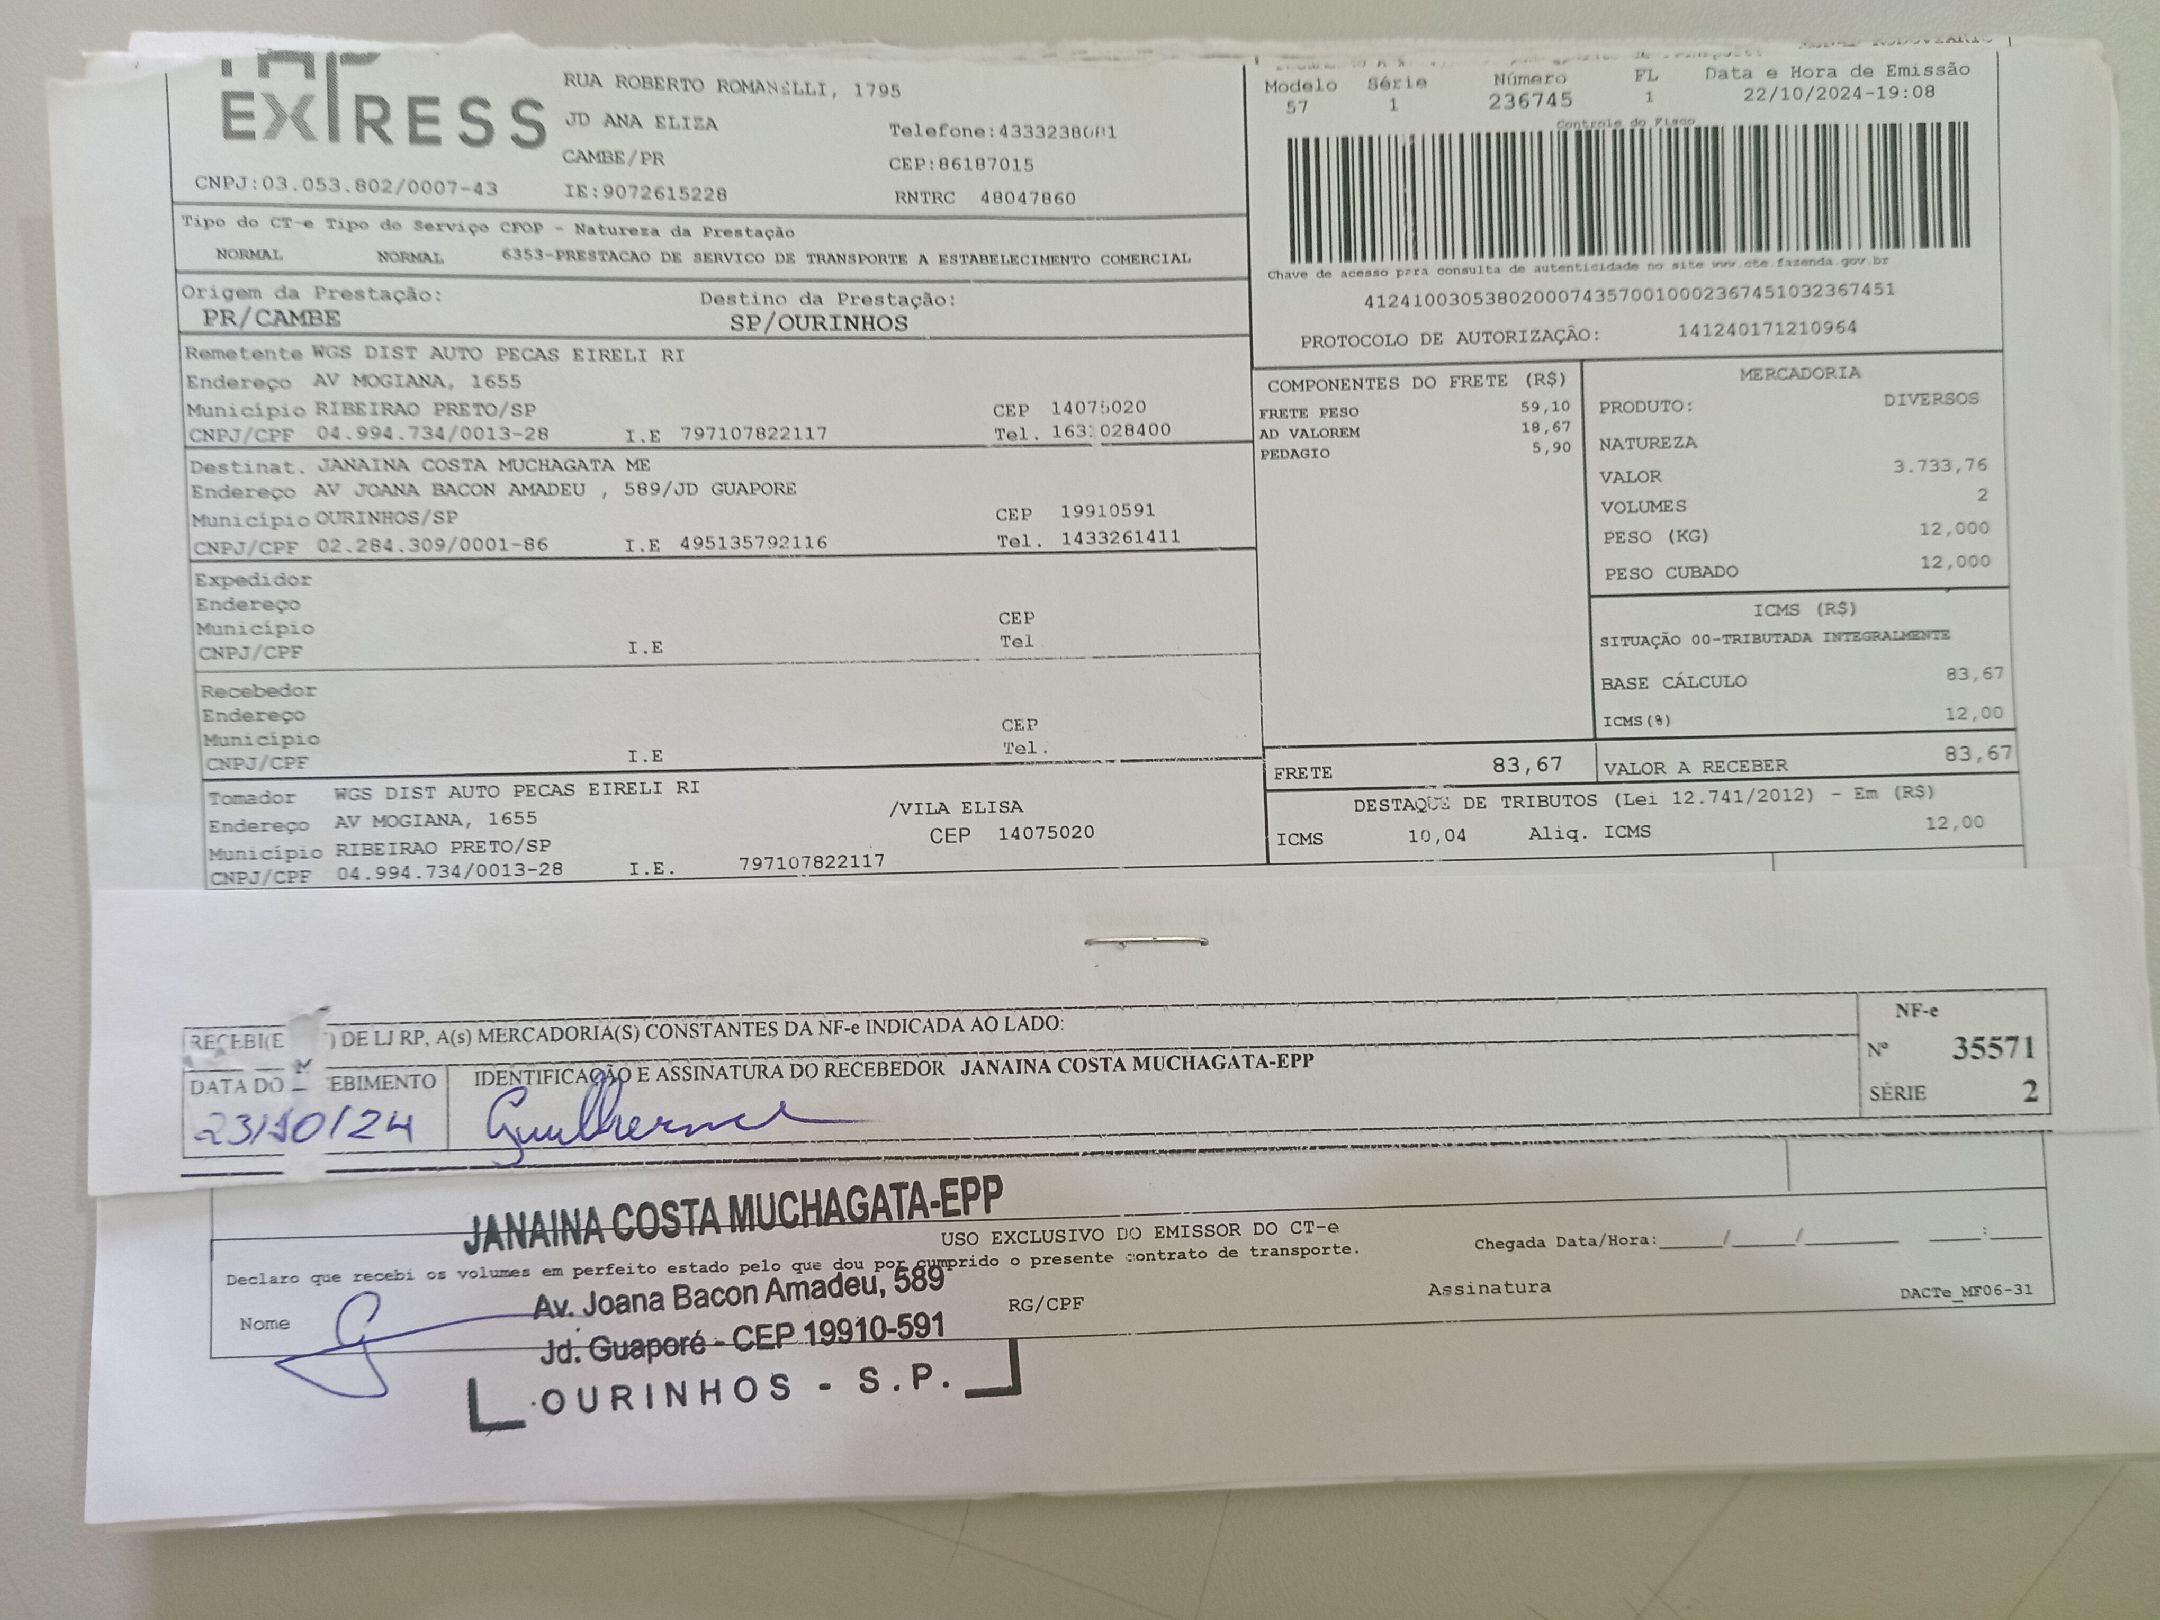 EXPRESS
RUA ROBERTO ROMANELLI, 1795
JD ANA ELIZA
Telefone:4333238081
CAMBE/PR
CEP:86187015
CNPJ:03.053.802/0007-43 IE:9072615228 RNTRC 48047860
Modelo Série Número FL Data e Hora de Emissão
57 1 236745 1 22/10/2024-19:08
Controle do Fisco
Chave de acesso para consulta de autenticidade no site www.cte.fazenda.gov.br
41241003053802000743570010002367451032367451
PROTOCOLO DE AUTORIZAÇÃO: 141240171210964
Tipo do CT-e Tipo do Serviço CFOP - Natureza da Prestação
NORMAL NORMAL 6353-PRESTACAO DE SERVICO DE TRANSPORTE A ESTABELECIMENTO COMERCIAL
Origem da Prestação: Destino da Prestação:
PR/CAMBE SP/OURINHOS
Remetente WGS DIST AUTO PECAS EIRELI RI
Endereço AV MOGIANA, 1655
Município RIBEIRAO PRETO/SP CEP 14075020
CNPJ/CPF 04.994.734/0013-28 I.E 797107822117 Tel.
Destinat. JANAINA COSTA MUCHAGATA ME
Endereço AV JOANA BACON AMADEU , 589/JD GUAPORE
Município OURINHOS/SP CEP 19910591
CNPJ/CPF 02.284.309/0001-86 I.E 495135792116 Tel. 1433261411
Expedidor
Endereço
Município CEP
CNPJ/CPF I.E Tel
Recebedor
Endereço
Município CEP
CNPJ/CPF I.E Tel.
Tomador WGS DIST AUTO PECAS EIRELI RI
Endereço AV MOGIANA, 1655 /VILA ELISA
Município RIBEIRAO PRETO/SP CEP 14075020
CNPJ/CPF 04.994.734/0013-28 I.E. 797107822117
COMPONENTES DO FRETE (R$)
FRETE PESO 59,10
AD VALOREM 18,67
PEDAGIO 5,90
MERCADORIA
PRODUTO: DIVERSOS
NATUREZA
VALOR 3.733,76
VOLUMES 2
PESO (KG) 12,000
PESO CUBADO 12,000
ICMS (R$)
SITUAÇÃO 00-TRIBUTADA INTEGRALMENTE
BASE CÁLCULO 83,67
ICMS(%) 12,00
FRETE 83,67 VALOR A RECEBER 83,67
DESTAQUE DE TRIBUTOS (Lei 12.741/2012) - Em (R$)
ICMS 10,04 Aliq. ICMS 12,00
RECEBI(E ) DE LJ RP, A(s) MERCADORIA(S) CONSTANTES DA NF-e INDICADA AO LADO:
DATA DO EBIMENTO IDENTIFICAÇÃO E ASSINATURA DO RECEBEDOR JANAINA COSTA MUCHAGATA-EPP
23/10/24 Guilherme
NF-e
Nº 35571
SÉRIE 2
JANAINA COSTA MUCHAGATA-EPP
USO EXCLUSIVO DO EMISSOR DO CT-e
Declaro que recebi os volumes em perfeito estado pelo que dou por cumprido o presente contrato de transporte.
Chegada Data/Hora:_____/_____/_______ ____:____
Av. Joana Bacon Amadeu, 589
Nome RG/CPF Assinatura DACTe_MF06-31
Jd. Guaporé - CEP 19910-591
OURINHOS - S.P.